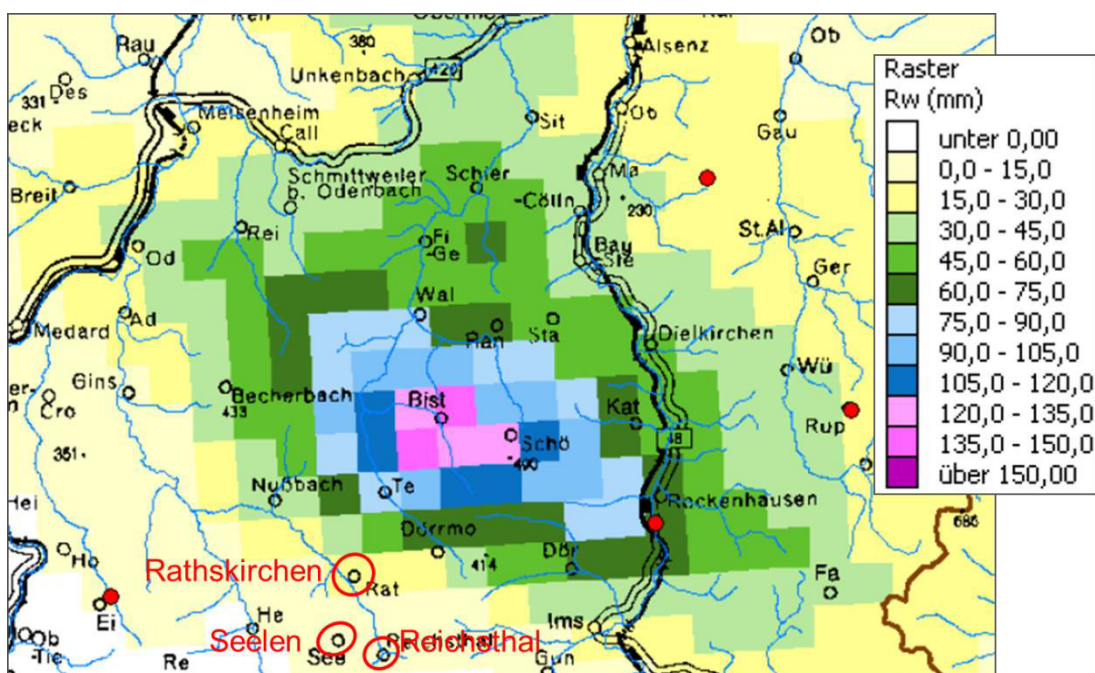 Rau
380
Obermo
Alsenz
Ob
Unkenbach
420
331
Des
eck
Meisenheim
Call
Sit
Ob
Gau
Breit
Schmittweiler
b. Odenbach
Schier
Ma
-Cölln
230
Rei
Fi
-Ge
Bay
-Sie
St.Al
Od
Ger
Wal
Medard
Ad
Ran
Sta
Dielkirchen
Gins
Cro
Becherbach
433
Bist
Kat
Wü
Rup
351
Schö
490
48
Nußbach
Te
Rockenhausen
Hei
Dörrmo
414
Dör
686
Ho
Rathskirchen
Rat
Fa
Ei
He
Ims
Ob
-Tie
Re
Seelen
See
Reichsthal
Gun
Raster
Rw (mm)
unter 0,00
0,0 - 15,0
15,0 - 30,0
30,0 - 45,0
45,0 - 60,0
60,0 - 75,0
75,0 - 90,0
90,0 - 105,0
105,0 - 120,0
120,0 - 135,0
135,0 - 150,0
über 150,00